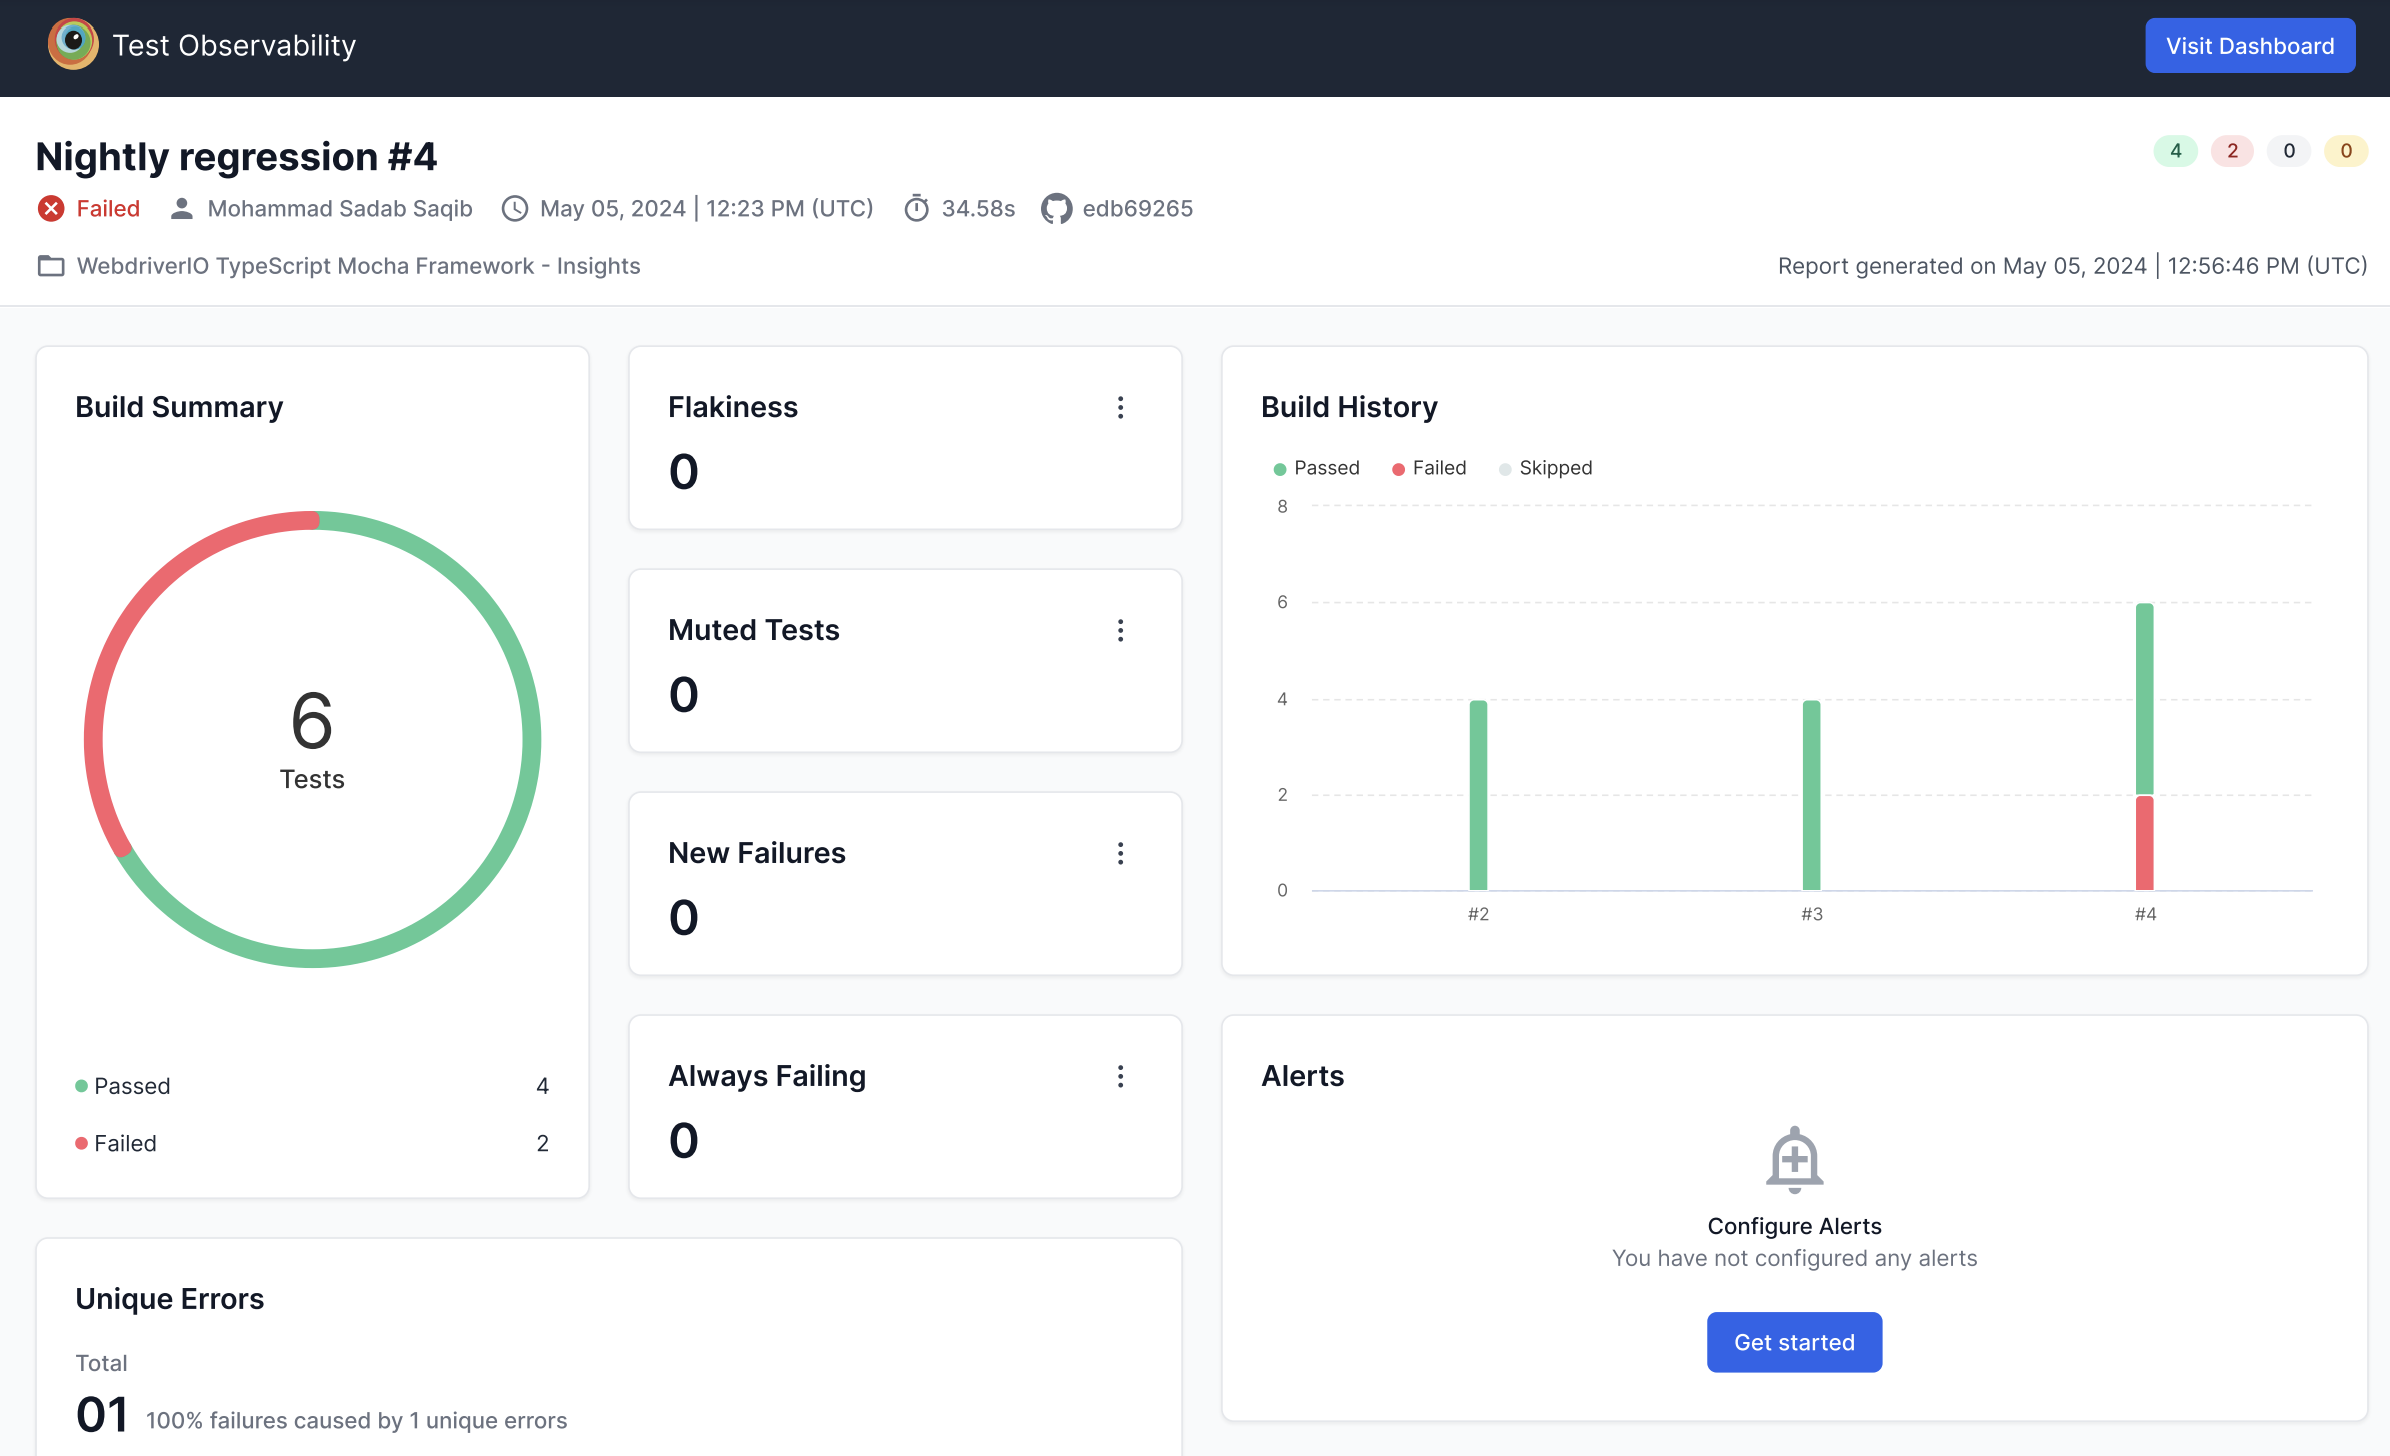 Test Observability
Visit Dashboard
Nightly regression #4
4 2 0 0
Failed Mohammad Sadab Saqib May 05, 2024 | 12:23 PM (UTC) 34.58s edb69265
WebdriverIO TypeScript Mocha Framework - Insights
Report generated on May 05, 2024 | 12:56:46 PM (UTC)
Build Summary
6
Tests
Passed 4
Failed 2
Flakiness
0
Muted Tests
0
New Failures
0
Always Failing
0
Build History
Passed Failed Skipped
8
6
4
2
0
#2 #3 #4
Alerts
Configure Alerts
You have not configured any alerts
Get started
Unique Errors
Total
01 100% failures caused by 1 unique errors